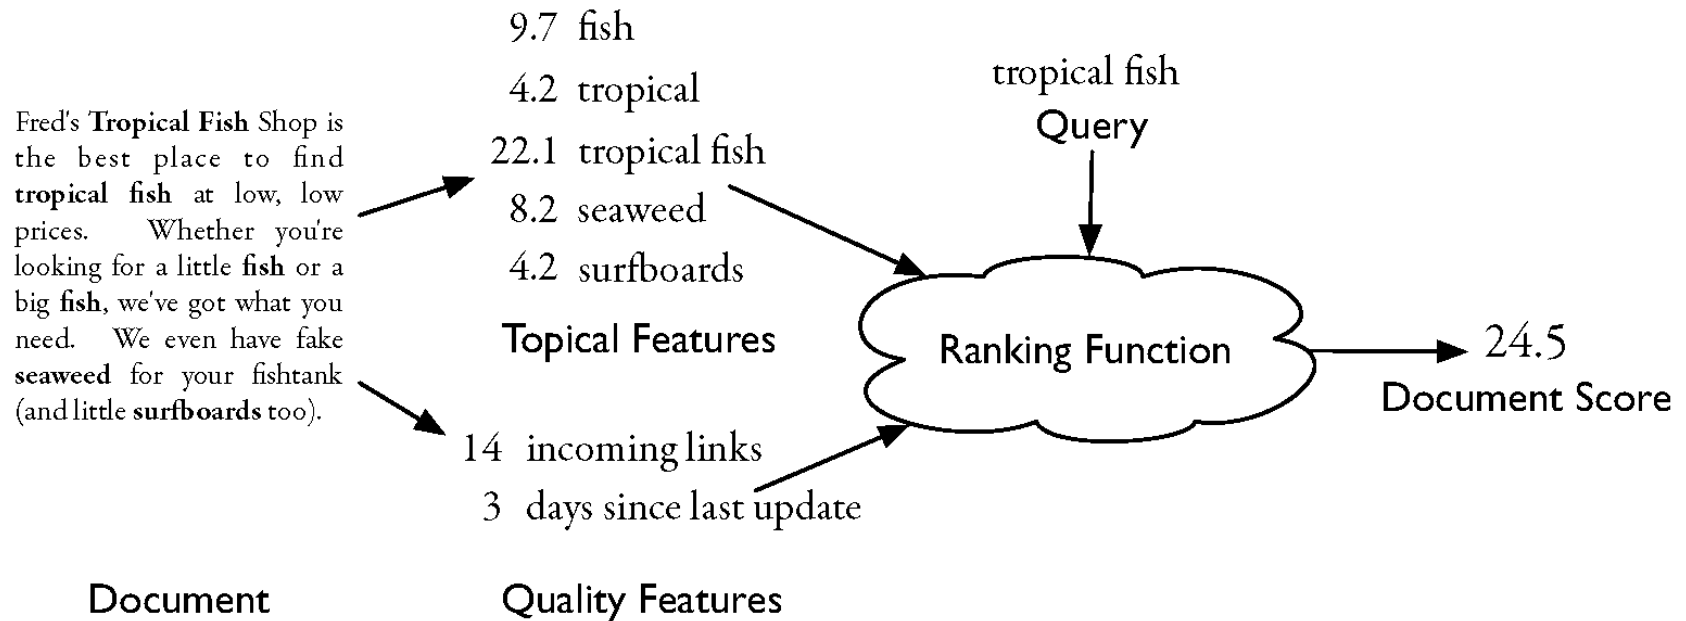 Fred's Tropical Fish Shop is
the best place to find
tropical fish at low, low
prices. Whether you're
looking for a little fish or a
big fish, we've got what you
need. We even have fake
seaweed for your fishtank
(and little surfboards too).
Document
9.7 fish
4.2 tropical
22.1 tropical fish
8.2 seaweed
4.2 surfboards
Topical Features
14 incoming links
3 days since last update
Quality Features
tropical fish
Query
Ranking Function
24.5
Document Score